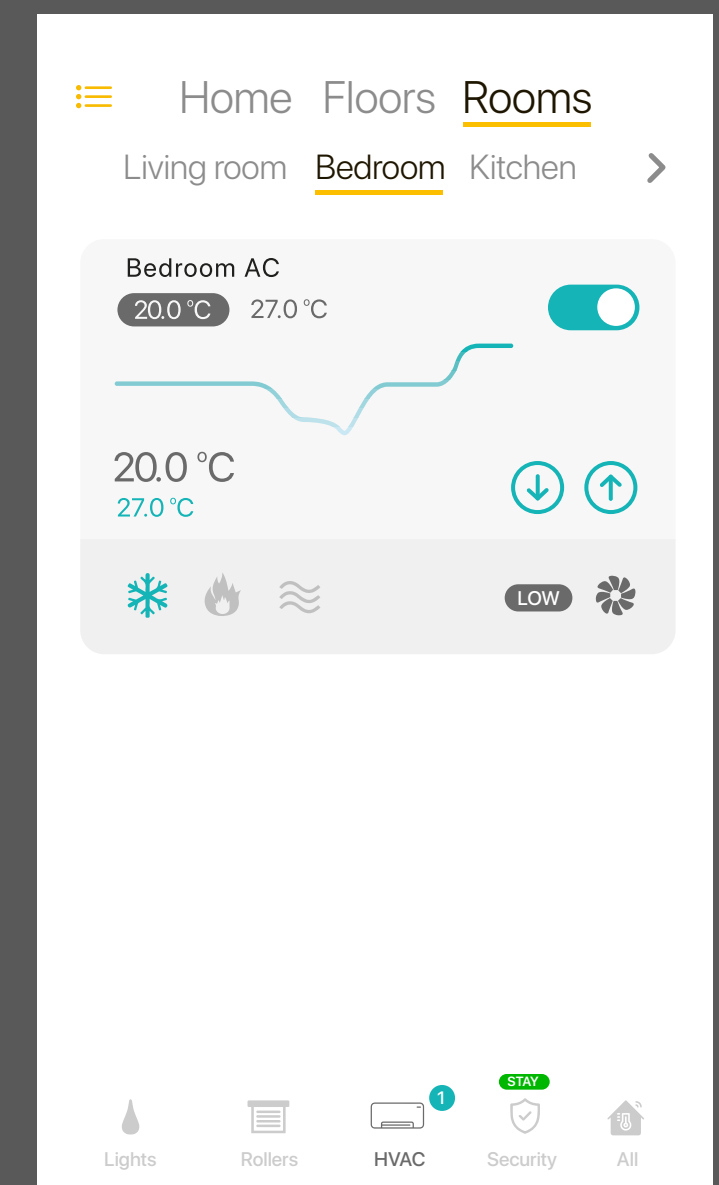 Home Floors Rooms
Living room Bedroom Kitchen
Bedroom AC
20.0 °C 27.0 °C
20.0 °C
27.0 °C
LOW
STAY
1
Lights Rollers HVAC Security All